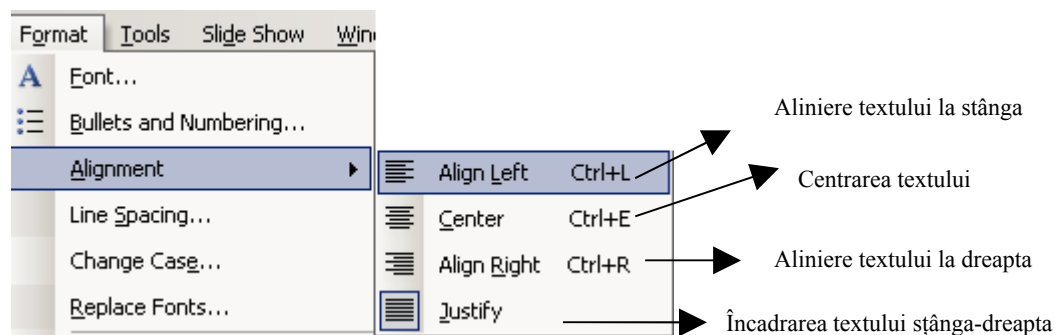 Format Tools Slide Show Win
Font...
Bullets and Numbering...
Alignment
Line Spacing...
Change Case...
Replace Fonts...
Align Left Ctrl+L
Center Ctrl+E
Align Right Ctrl+R
Justify
Aliniere textului la stânga
Centrarea textului
Aliniere textului la dreapta
Încadrarea textului stânga-dreapta